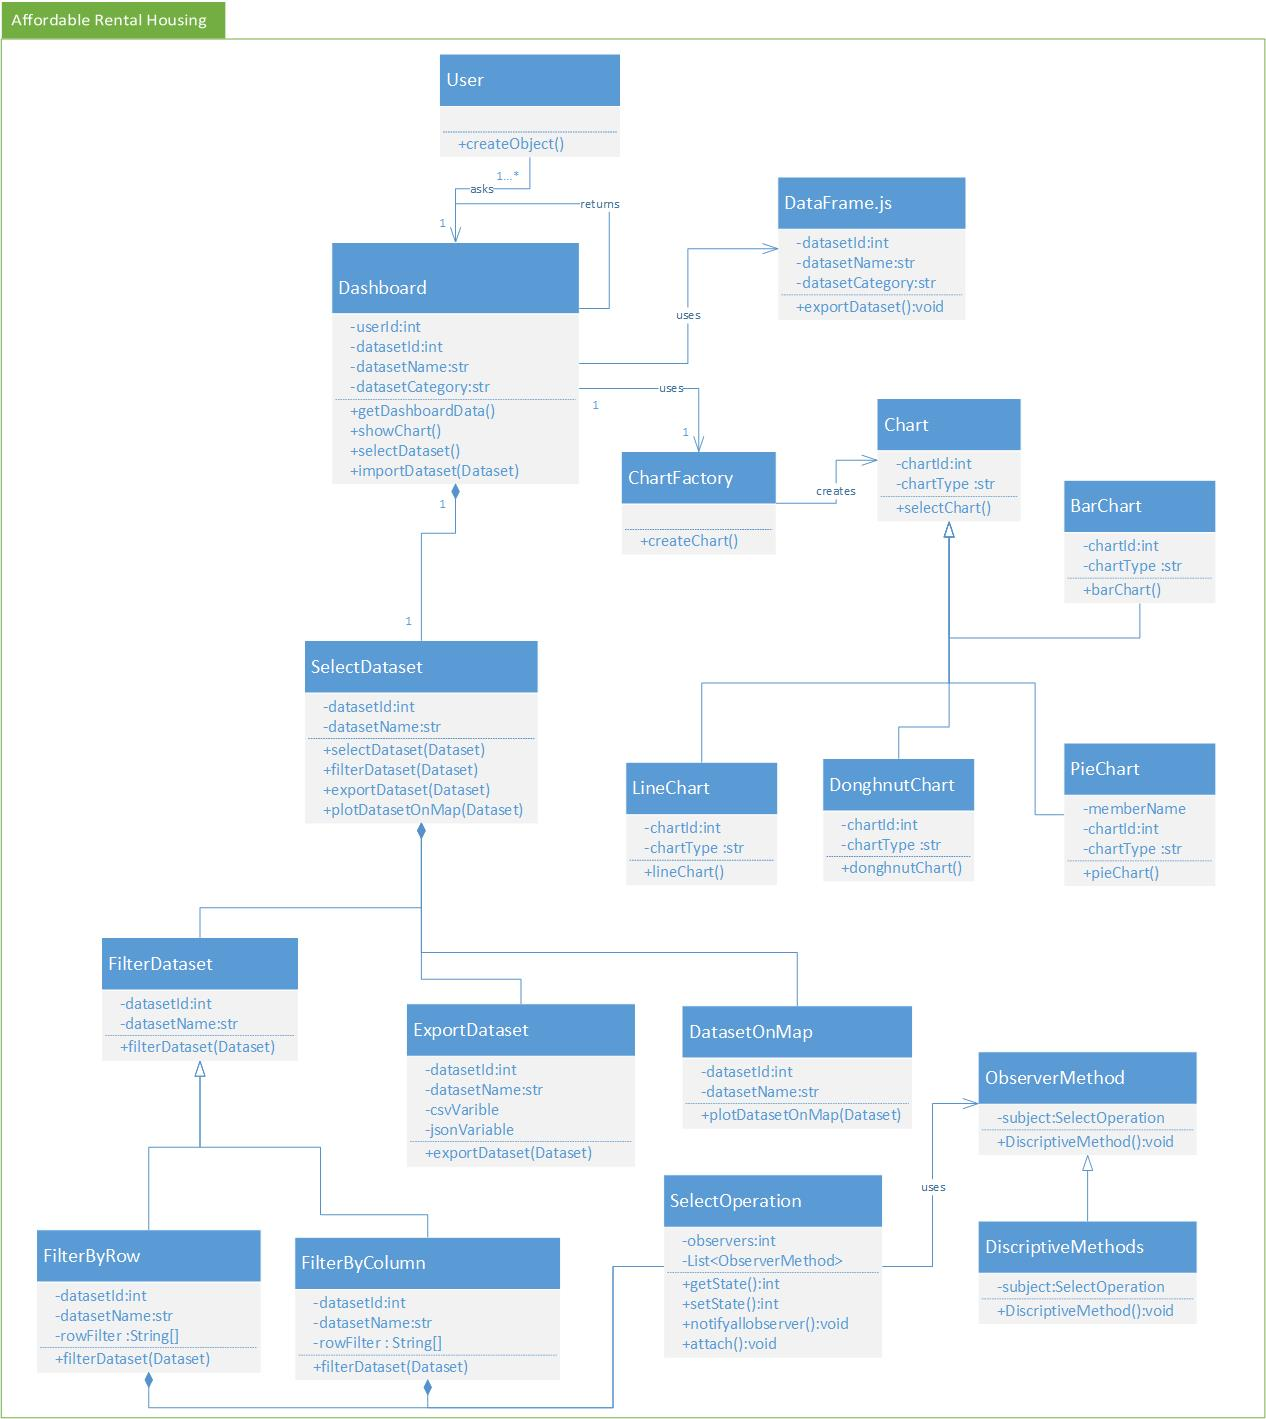 Affordable Rental Housing
User
+createObject()
1...*
asks
returns
1
Dashboard
-userId:int
-datasetId:int
-datasetName:str
-datasetCategory:str
+getDashboardData()
+showChart()
+selectDataset()
+importDataset(Dataset)
DataFrame.js
-datasetId:int
-datasetName:str
-datasetCategory:str
+exportDataset():void
uses
uses
1
1
ChartFactory
+createChart()
creates
Chart
-chartId:int
-chartType :str
+selectChart()
BarChart
-chartId:int
-chartType :str
+barChart()
1
1
SelectDataset
-datasetId:int
-datasetName:str
+selectDataset(Dataset)
+filterDataset(Dataset)
+exportDataset(Dataset)
+plotDatasetOnMap(Dataset)
LineChart
-chartId:int
-chartType :str
+lineChart()
DonghnutChart
-chartId:int
-chartType :str
+donghnutChart()
PieChart
-memberName
-chartId:int
-chartType :str
+pieChart()
FilterDataset
-datasetId:int
-datasetName:str
+filterDataset(Dataset)
ExportDataset
-datasetId:int
-datasetName:str
-csvVarible
-jsonVariable
+exportDataset(Dataset)
DatasetOnMap
-datasetId:int
-datasetName:str
+plotDatasetOnMap(Dataset)
ObserverMethod
-subject:SelectOperation
+DiscriptiveMethod():void
uses
SelectOperation
-observers:int
-List<ObserverMethod>
+getState():int
+setState():int
+notifyallobserver():void
+attach():void
DiscriptiveMethods
-subject:SelectOperation
+DiscriptiveMethod():void
FilterByRow
-datasetId:int
-datasetName:str
-rowFilter :String[]
+filterDataset(Dataset)
FilterByColumn
-datasetId:int
-datasetName:str
-rowFilter : String[]
+filterDataset(Dataset)